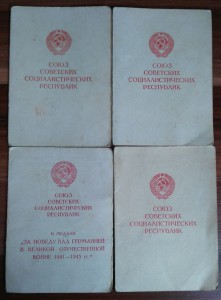 СОЮЗ
СОВЕТСКИХ
СОЦИАЛИСТИЧЕСКИХ
РЕСПУБЛИК
СОЮЗ
СОВЕТСКИХ
СОЦИАЛИСТИЧЕСКИХ
РЕСПУБЛИК
СОЮЗ
СОВЕТСКИХ
СОЦИАЛИСТИЧЕСКИХ
РЕСПУБЛИК
К МЕДАЛИ
„ЗА ПОБЕДУ НАД ГЕРМАНИЕЙ
В ВЕЛИКОЙ ОТЕЧЕСТВЕННОЙ
ВОЙНЕ 1941—1945 гг."
СОЮЗ
СОВЕТСКИХ
СОЦИАЛИСТИЧЕСКИХ
РЕСПУБЛИК